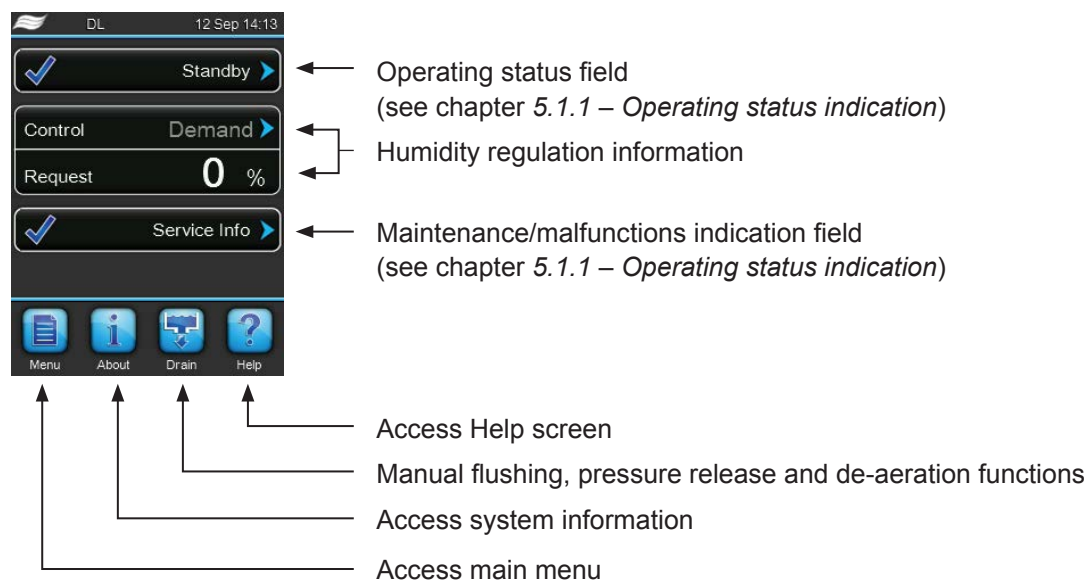 DL 12 Sep 14:13
Standby
Operating status field
(see chapter 5.1.1 – Operating status indication)
Control Demand
Request 0 %
Humidity regulation information
Service Info
Maintenance/malfunctions indication field
(see chapter 5.1.1 – Operating status indication)
Menu About Drain Help
Access Help screen
Manual flushing, pressure release and de-aeration functions
Access system information
Access main menu